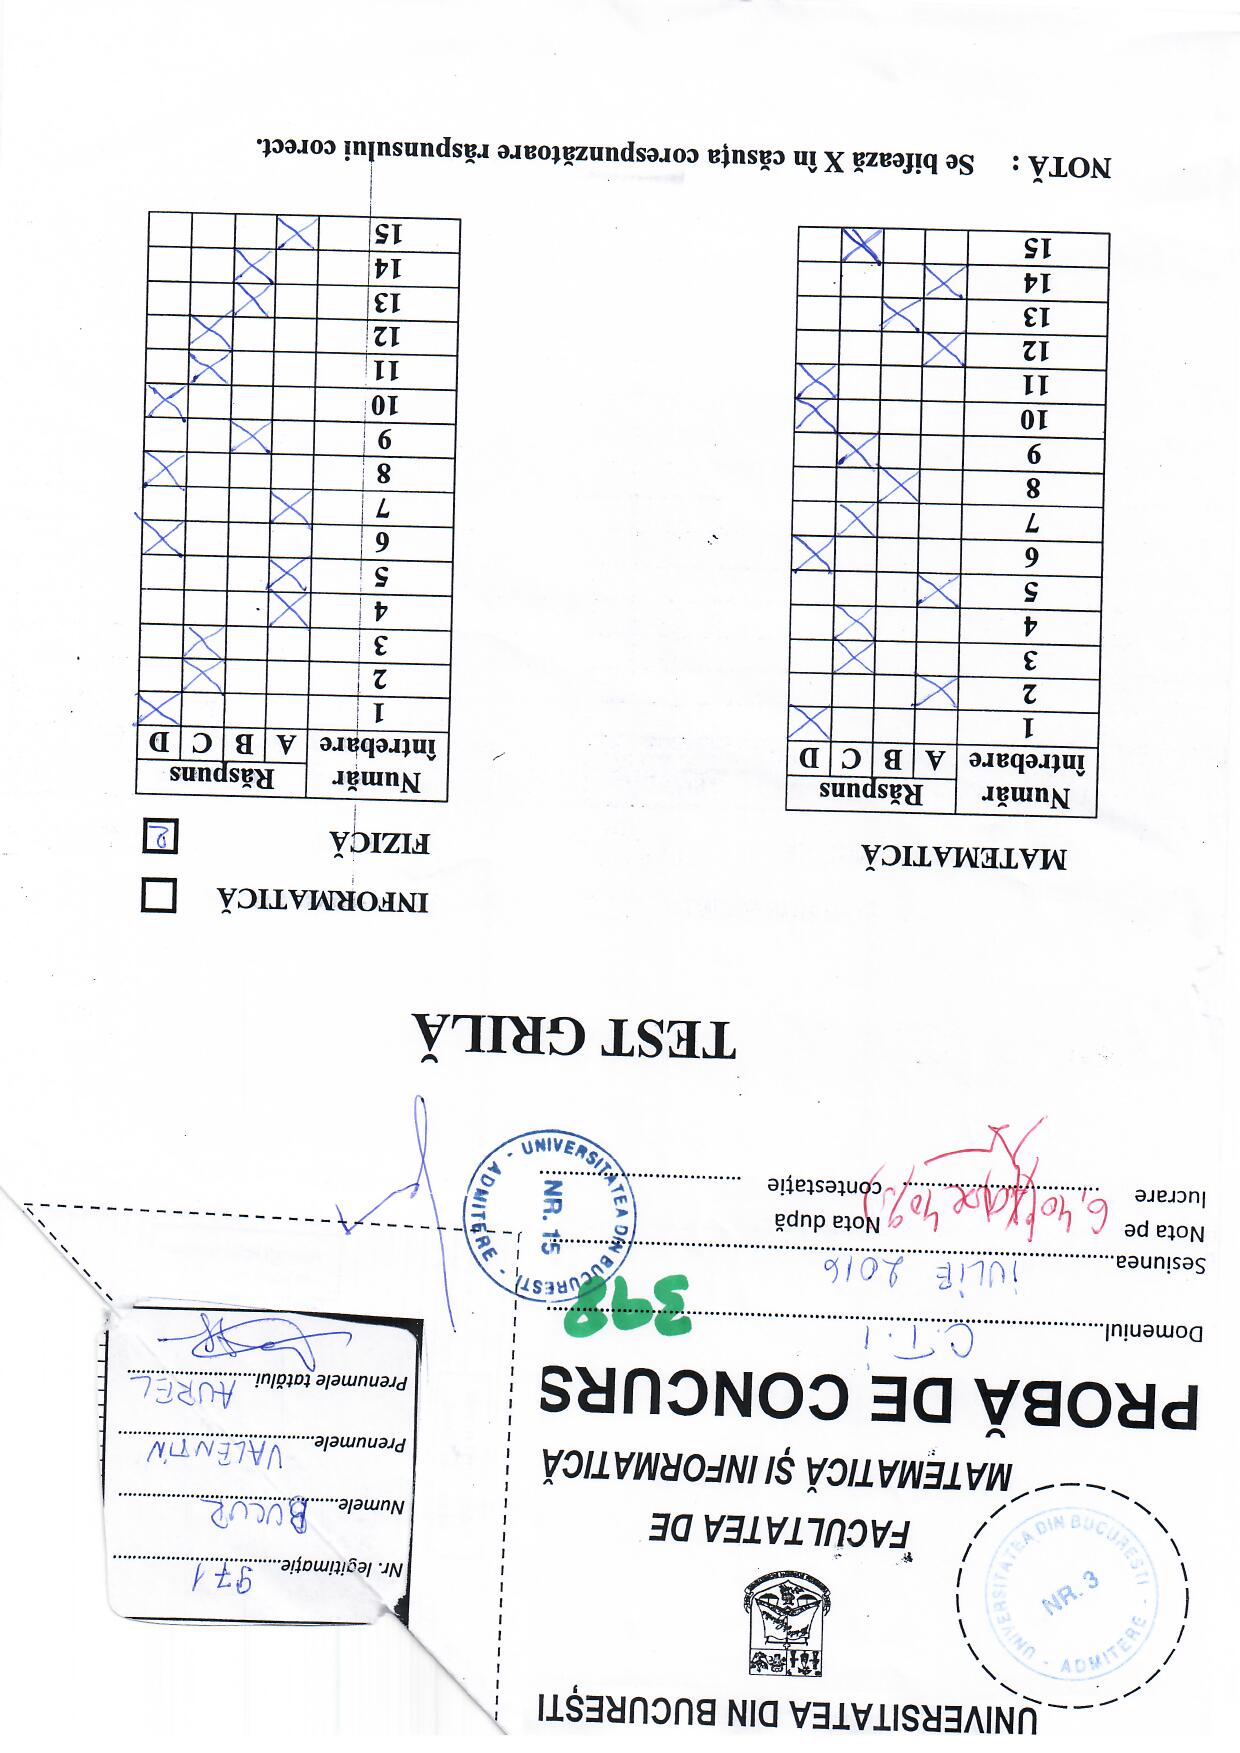 UNIVERSITATEA DIN BUCUREȘTI
FACULTATEA DE
MATEMATICĂ ȘI INFORMATICĂ
PROBĂ DE CONCURS
UNIVERSITATEA DIN BUCURESTI - ADMITERE -
NR. 3
Nr. legitimație 971
Numele BUCUR
Prenumele VALENTIN
Prenumele tatălui AUREL
Domeniul C.T.I
398
Sesiunea IULIE 2016
Nota pe lucrare 6,40
Nota după contestație
UNIVERSITATEA DIN BUCURESTI - ADMITERE -
NR. 15
TEST GRILĂ
MATEMATICĂ
Număr întrebare Răspuns
A B C D
1 X
2 X
3 X
4 X
5 X
6 X
7 X
8 X
9 X
10 X
11 X
12 X
13 X
14 X
15 X
INFORMATICĂ
FIZICĂ 2
Număr întrebare Răspuns
A B C D
1 X
2 X
3 X
4 X
5 X
6 X
7 X
8 X
9 X
10 X
11 X
12 X
13 X
14 X
15 X
NOTĂ : Se bifează X în căsuța corespunzătoare răspunsului corect.